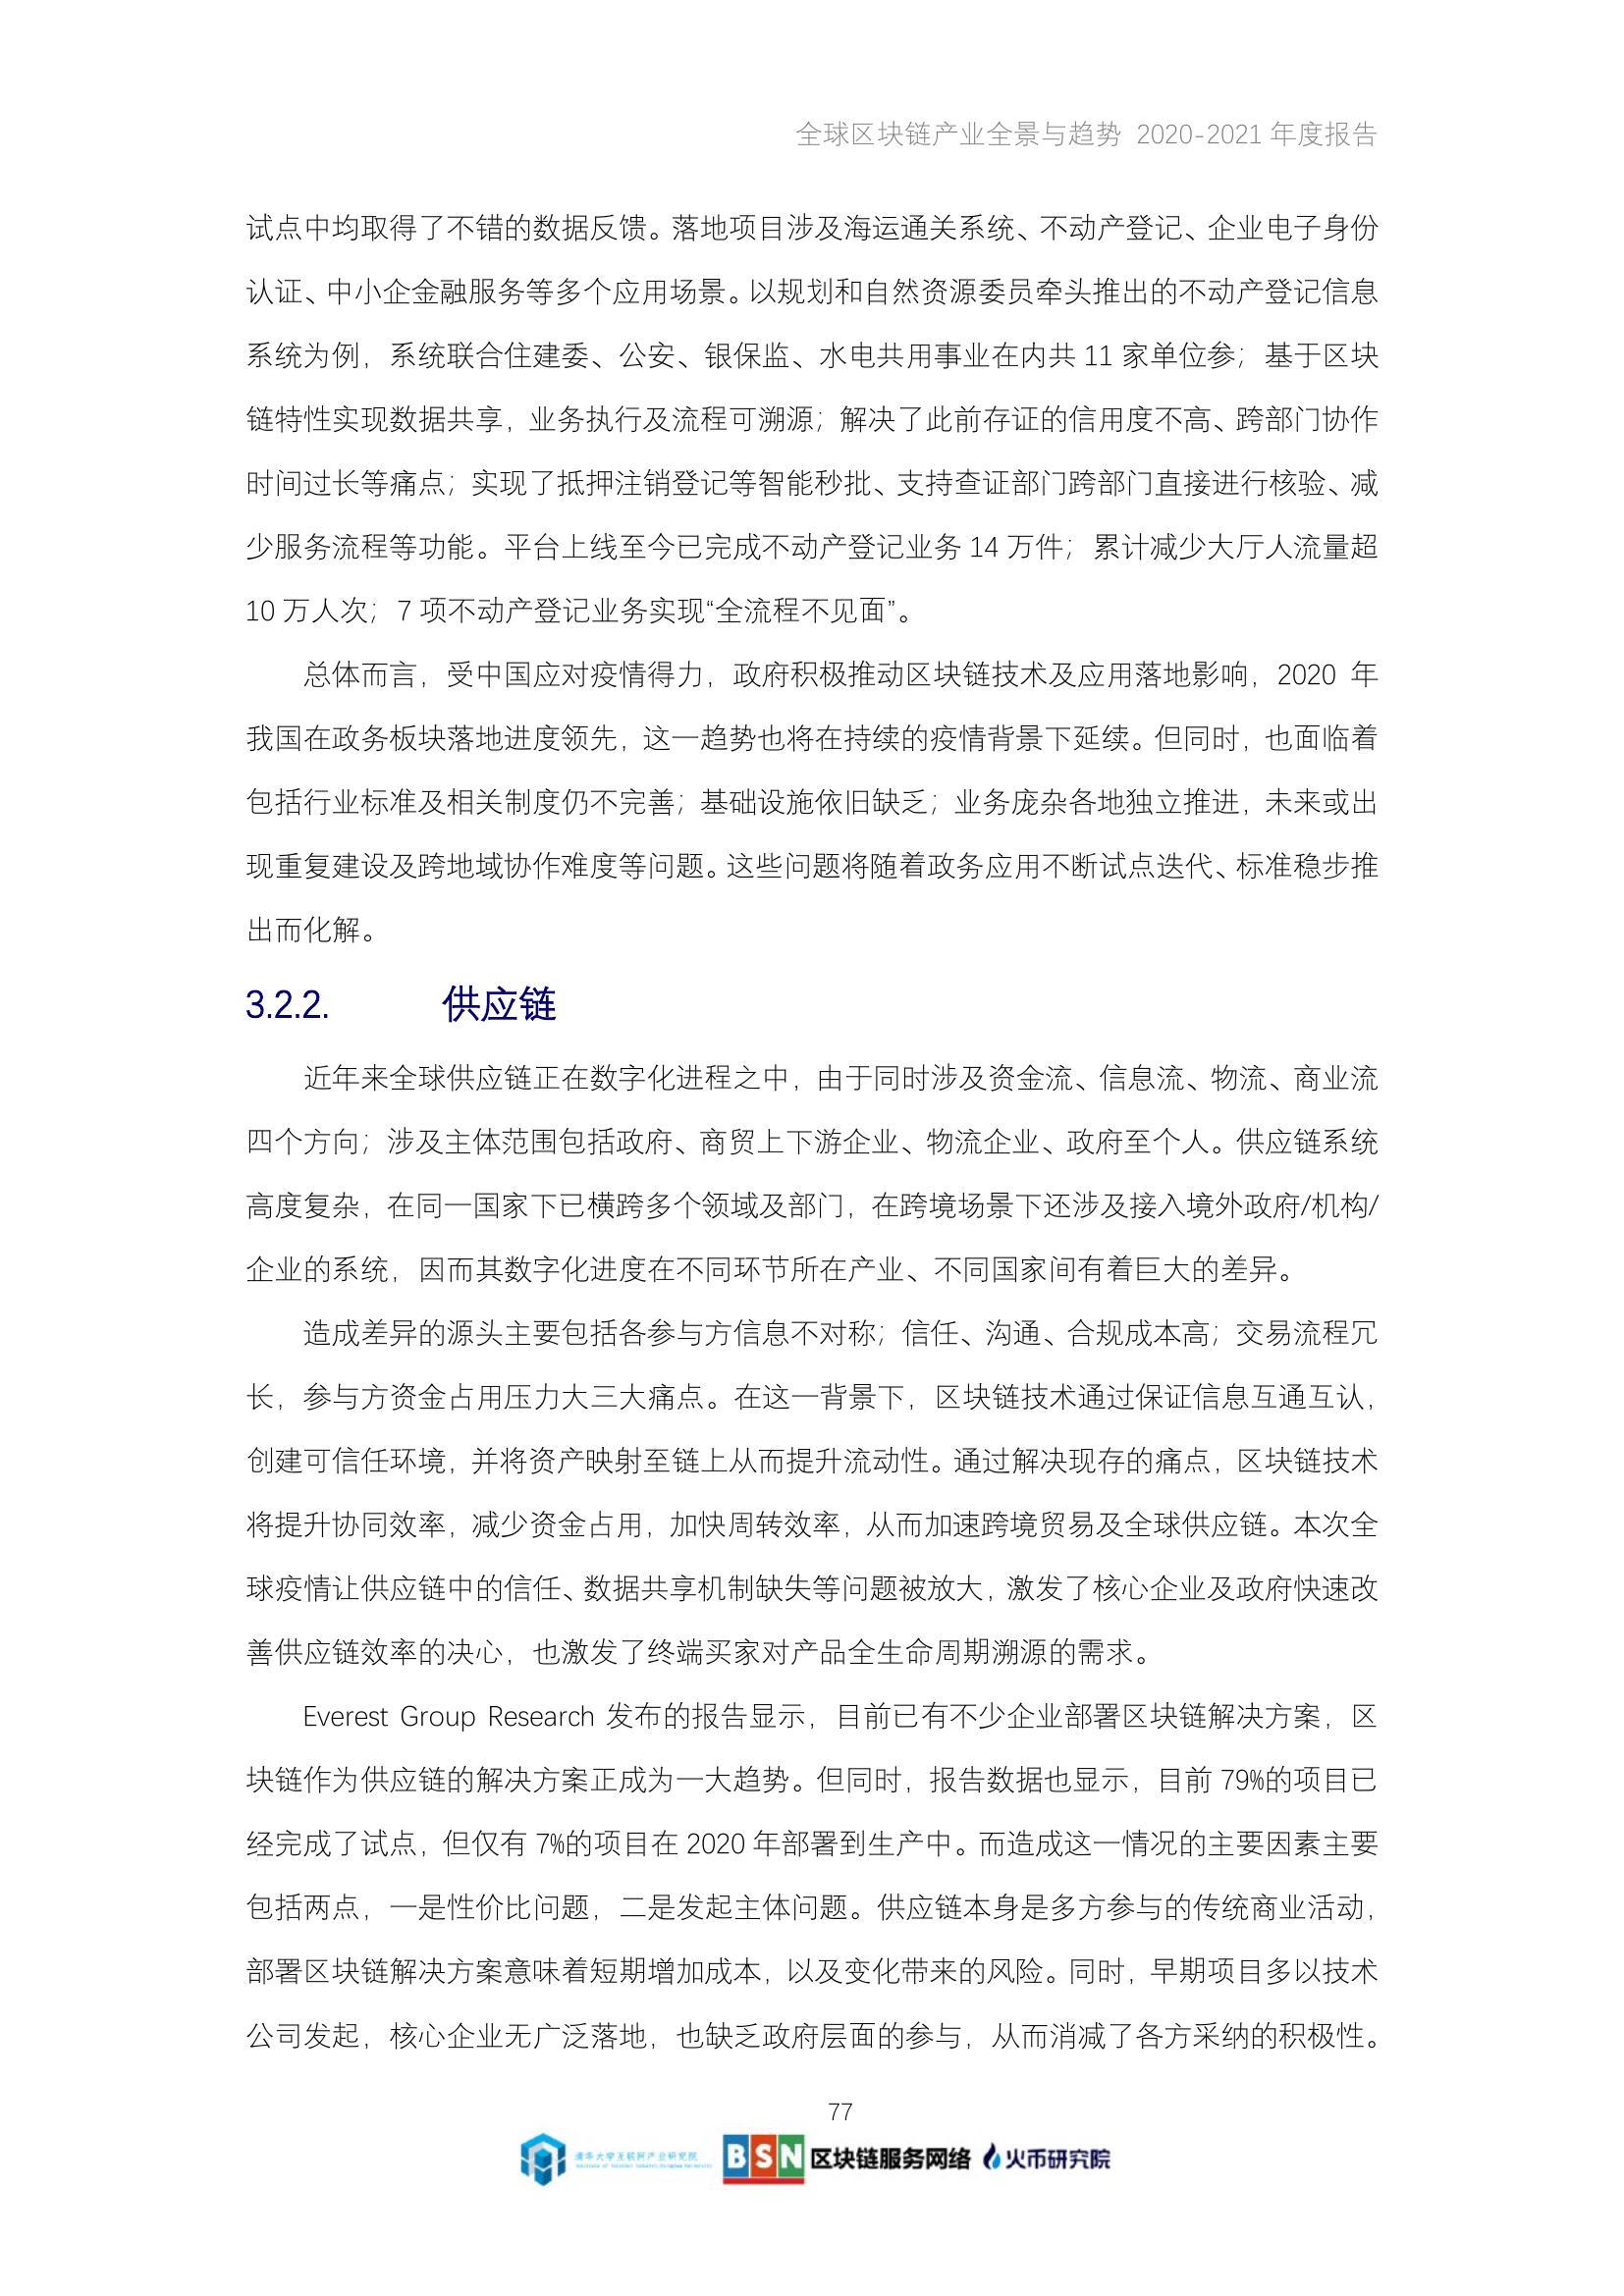 全球区块链产业全景与趋势 2020-2021 年度报告
试点中均取得了不错的数据反馈。落地项目涉及海运通关系统、不动产登记、企业电子身份
认证、中小企金融服务等多个应用场景。以规划和自然资源委员牵头推出的不动产登记信息
系统为例，系统联合住建委、公安、银保监、水电共用事业在内共 11 家单位参；基于区块
链特性实现数据共享，业务执行及流程可溯源；解决了此前存证的信用度不高、跨部门协作
时间过长等痛点；实现了抵押注销登记等智能秒批、支持查证部门跨部门直接进行核验、减
少服务流程等功能。平台上线至今已完成不动产登记业务 14 万件；累计减少大厅人流量超
10 万人次；7 项不动产登记业务实现“全流程不见面”。
总体而言，受中国应对疫情得力，政府积极推动区块链技术及应用落地影响，2020 年
我国在政务板块落地进度领先，这一趋势也将在持续的疫情背景下延续。但同时，也面临着
包括行业标准及相关制度仍不完善；基础设施依旧缺乏；业务庞杂各地独立推进，未来或出
现重复建设及跨地域协作难度等问题。这些问题将随着政务应用不断试点迭代、标准稳步推
出而化解。
3.2.2. 供应链
近年来全球供应链正在数字化进程之中，由于同时涉及资金流、信息流、物流、商业流
四个方向；涉及主体范围包括政府、商贸上下游企业、物流企业、政府至个人。供应链系统
高度复杂，在同一国家下已横跨多个领域及部门，在跨境场景下还涉及接入境外政府/机构/
企业的系统，因而其数字化进度在不同环节所在产业、不同国家间有着巨大的差异。
造成差异的源头主要包括各参与方信息不对称；信任、沟通、合规成本高；交易流程冗
长，参与方资金占用压力大三大痛点。在这一背景下，区块链技术通过保证信息互通互认，
创建可信任环境，并将资产映射至链上从而提升流动性。通过解决现存的痛点，区块链技术
将提升协同效率，减少资金占用，加快周转效率，从而加速跨境贸易及全球供应链。本次全
球疫情让供应链中的信任、数据共享机制缺失等问题被放大，激发了核心企业及政府快速改
善供应链效率的决心，也激发了终端买家对产品全生命周期溯源的需求。
Everest Group Research 发布的报告显示，目前已有不少企业部署区块链解决方案，区
块链作为供应链的解决方案正成为一大趋势。但同时，报告数据也显示，目前 79%的项目已
经完成了试点，但仅有 7%的项目在 2020 年部署到生产中。而造成这一情况的主要因素主要
包括两点，一是性价比问题，二是发起主体问题。供应链本身是多方参与的传统商业活动，
部署区块链解决方案意味着短期增加成本，以及变化带来的风险。同时，早期项目多以技术
公司发起，核心企业无广泛落地，也缺乏政府层面的参与，从而消减了各方采纳的积极性。
77
清华大学互联网产业研究院
BSN 区块链服务网络 火币研究院